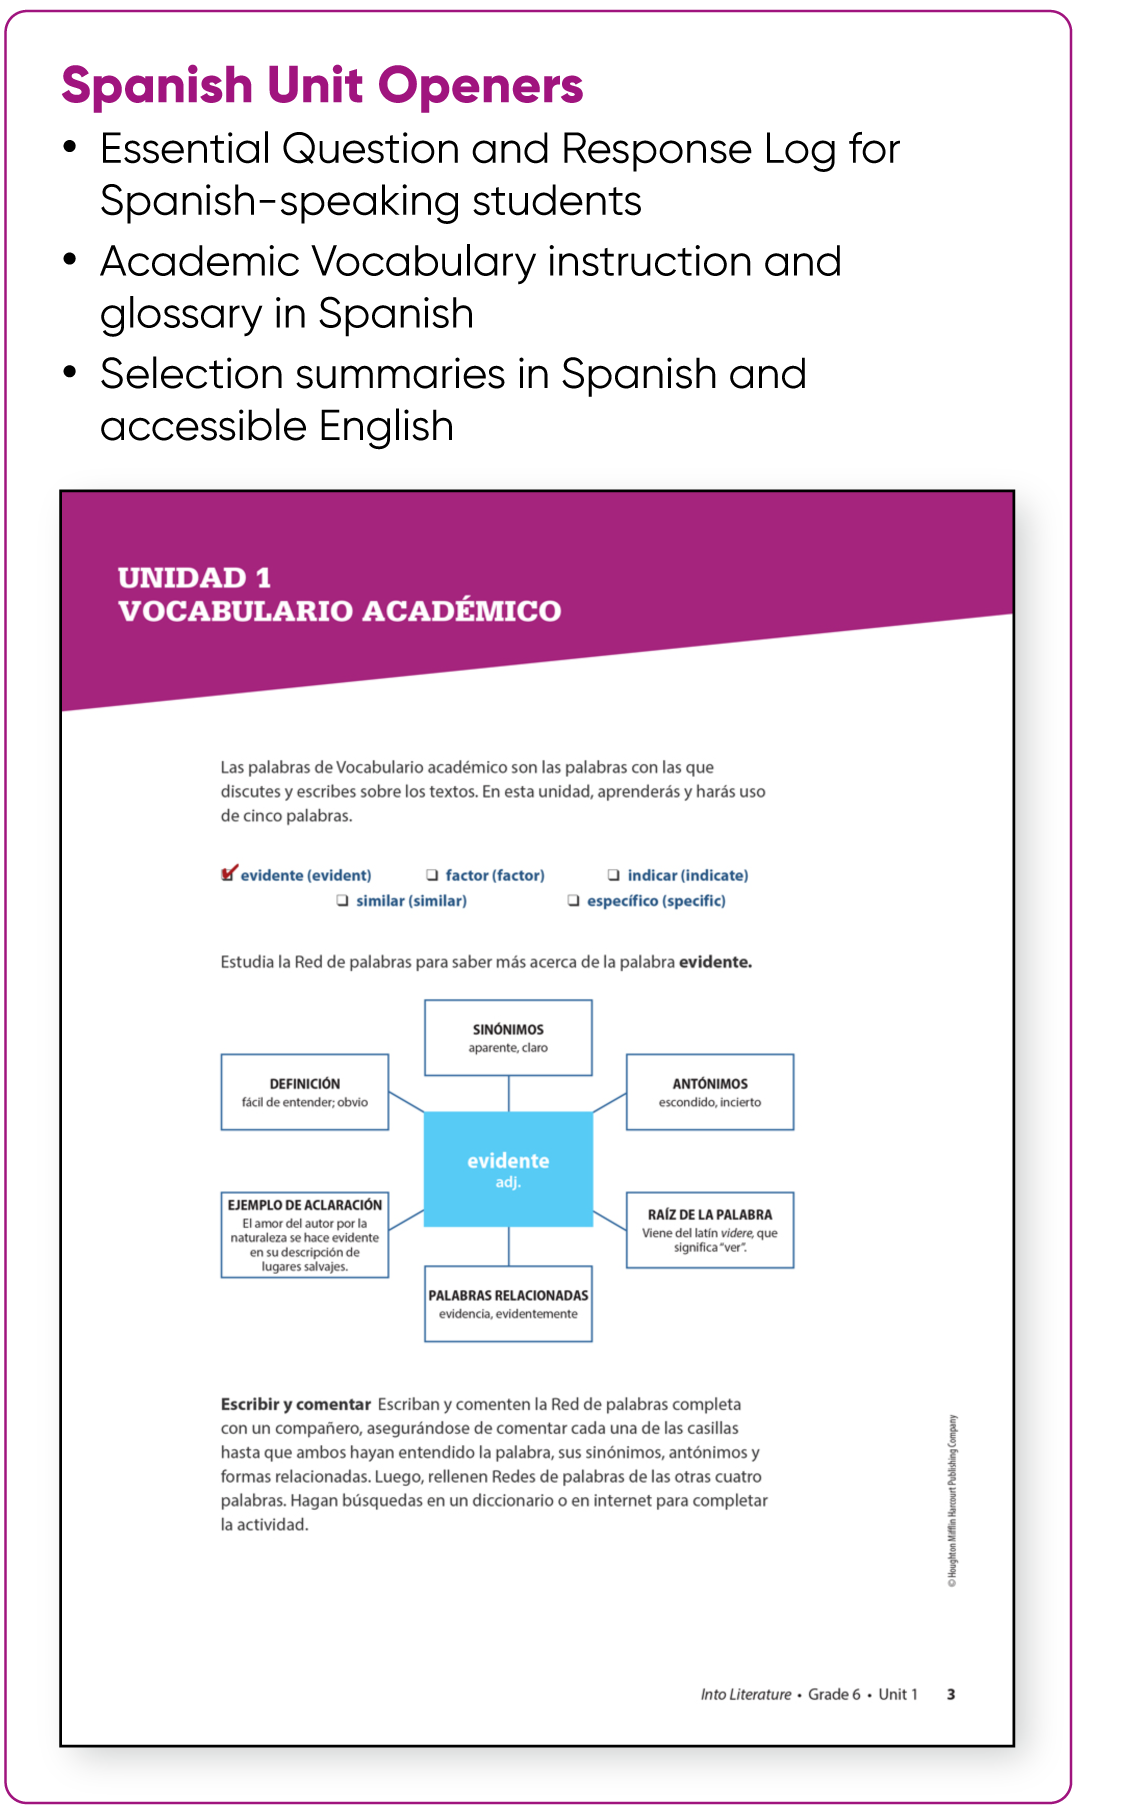 Spanish Unit Openers
• Essential Question and Response Log for
Spanish-speaking students
• Academic Vocabulary instruction and
glossary in Spanish
• Selection summaries in Spanish and
accessible English
UNIDAD 1
VOCABULARIO ACADÉMICO
Las palabras de Vocabulario académico son las palabras con las que
discutes y escribes sobre los textos. En esta unidad, aprenderás y harás uso
de cinco palabras.
evidente (evident)
❏ factor (factor)
❏ indicar (indicate)
❏ similar (similar)
❏ específico (specific)
Estudia la Red de palabras para saber más acerca de la palabra evidente.
SINÓNIMOS
aparente, claro
DEFINICIÓN
fácil de entender; obvio
ANTÓNIMOS
escondido, incierto
evidente
adj.
EJEMPLO DE ACLARACIÓN
El amor del autor por la
naturaleza se hace evidente
en su descripción de
lugares salvajes.
RAÍZ DE LA PALABRA
Viene del latín videre, que
significa “ver”.
PALABRAS RELACIONADAS
evidencia, evidentemente
Escribir y comentar Escriban y comenten la Red de palabras completa
con un compañero, asegurándose de comentar cada una de las casillas
hasta que ambos hayan entendido la palabra, sus sinónimos, antónimos y
formas relacionadas. Luego, rellenen Redes de palabras de las otras cuatro
palabras. Hagan búsquedas en un diccionario o en internet para completar
la actividad.
© Houghton Mifflin Harcourt Publishing Company
Into Literature • Grade 6 • Unit 1 3